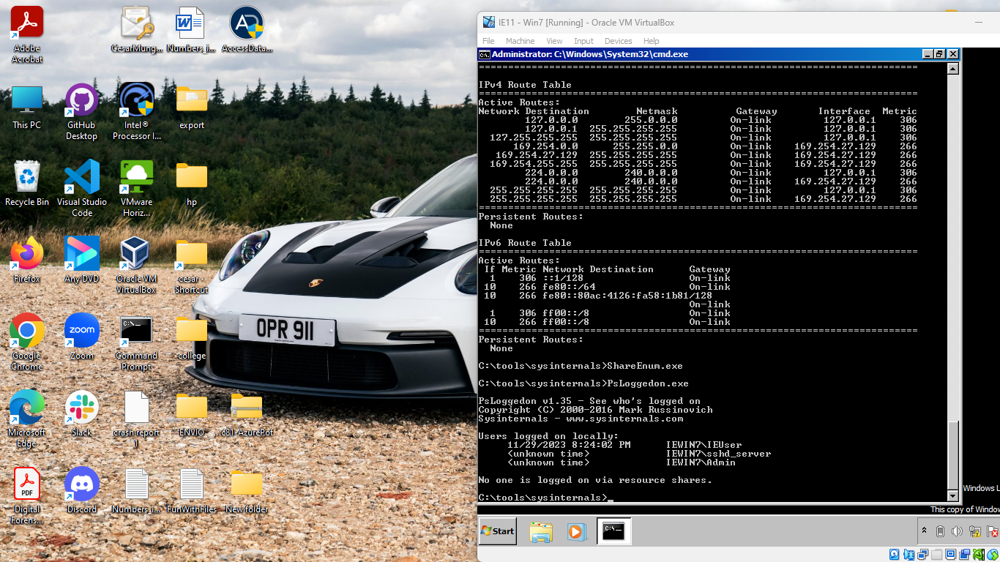 Adobe
Acrobat
CesarMung...
Numbers_i...
AccessData...
This PC
GitHub
Desktop
Intel®
Processor I...
export
Recycle Bin
Visual Studio
Code
VMware
Horiz...
hp
Firefox
Any DVD
Oracle VM
VirtualBox
cesar -
Shortcut
OPR 911
Google
Chrome
zoom
Zoom
Command
Prompt
college
Microsoft
Edge
Slack
crash report
1
ENVIO
c81-AzurePot
PDF
Digital
Forens...
Discord
Numbers_i...
FunWithFiles
New folder
IE11 - Win7 [Running] - Oracle VM VirtualBox
File Machine View Input Devices Help
Administrator: C:\Windows\System32\cmd.exe
===========================================================================
IPv4 Route Table
===========================================================================
Active Routes:
Network Destination Netmask Gateway Interface Metric
127.0.0.0 255.0.0.0 On-link 127.0.0.1 306
127.0.0.1 255.255.255.255 On-link 127.0.0.1 306
127.255.255.255 255.255.255.255 On-link 127.0.0.1 306
169.254.0.0 255.255.0.0 On-link 169.254.27.129 266
169.254.27.129 255.255.255.255 On-link 169.254.27.129 266
169.254.255.255 255.255.255.255 On-link 169.254.27.129 266
224.0.0.0 240.0.0.0 On-link 127.0.0.1 306
224.0.0.0 240.0.0.0 On-link 169.254.27.129 266
255.255.255.255 255.255.255.255 On-link 127.0.0.1 306
255.255.255.255 255.255.255.255 On-link 169.254.27.129 266
===========================================================================
Persistent Routes:
None
IPv6 Route Table
===========================================================================
Active Routes:
If Metric Network Destination Gateway
1 306 ::1/128 On-link
10 266 fe80::/64 On-link
10 266 fe80::80ac:4126:fa58:1b81/128
On-link
1 306 ff00::/8 On-link
10 266 ff00::/8 On-link
===========================================================================
Persistent Routes:
None
C:\tools\sysinternals>ShareEnum.exe
C:\tools\sysinternals>PsLoggedon.exe
PsLoggedon v1.35 - See who's logged on
Copyright (C) 2000-2016 Mark Russinovich
Sysinternals - www.sysinternals.com
Users logged on locally:
11/29/2023 8:24:02 PM IEWIN7\IEUser
<unknown time> IEWIN7\sshd_server
<unknown time> IEWIN7\Admin
No one is logged on via resource shares.
C:\tools\sysinternals>_
Windows L
This copy of Window
Start